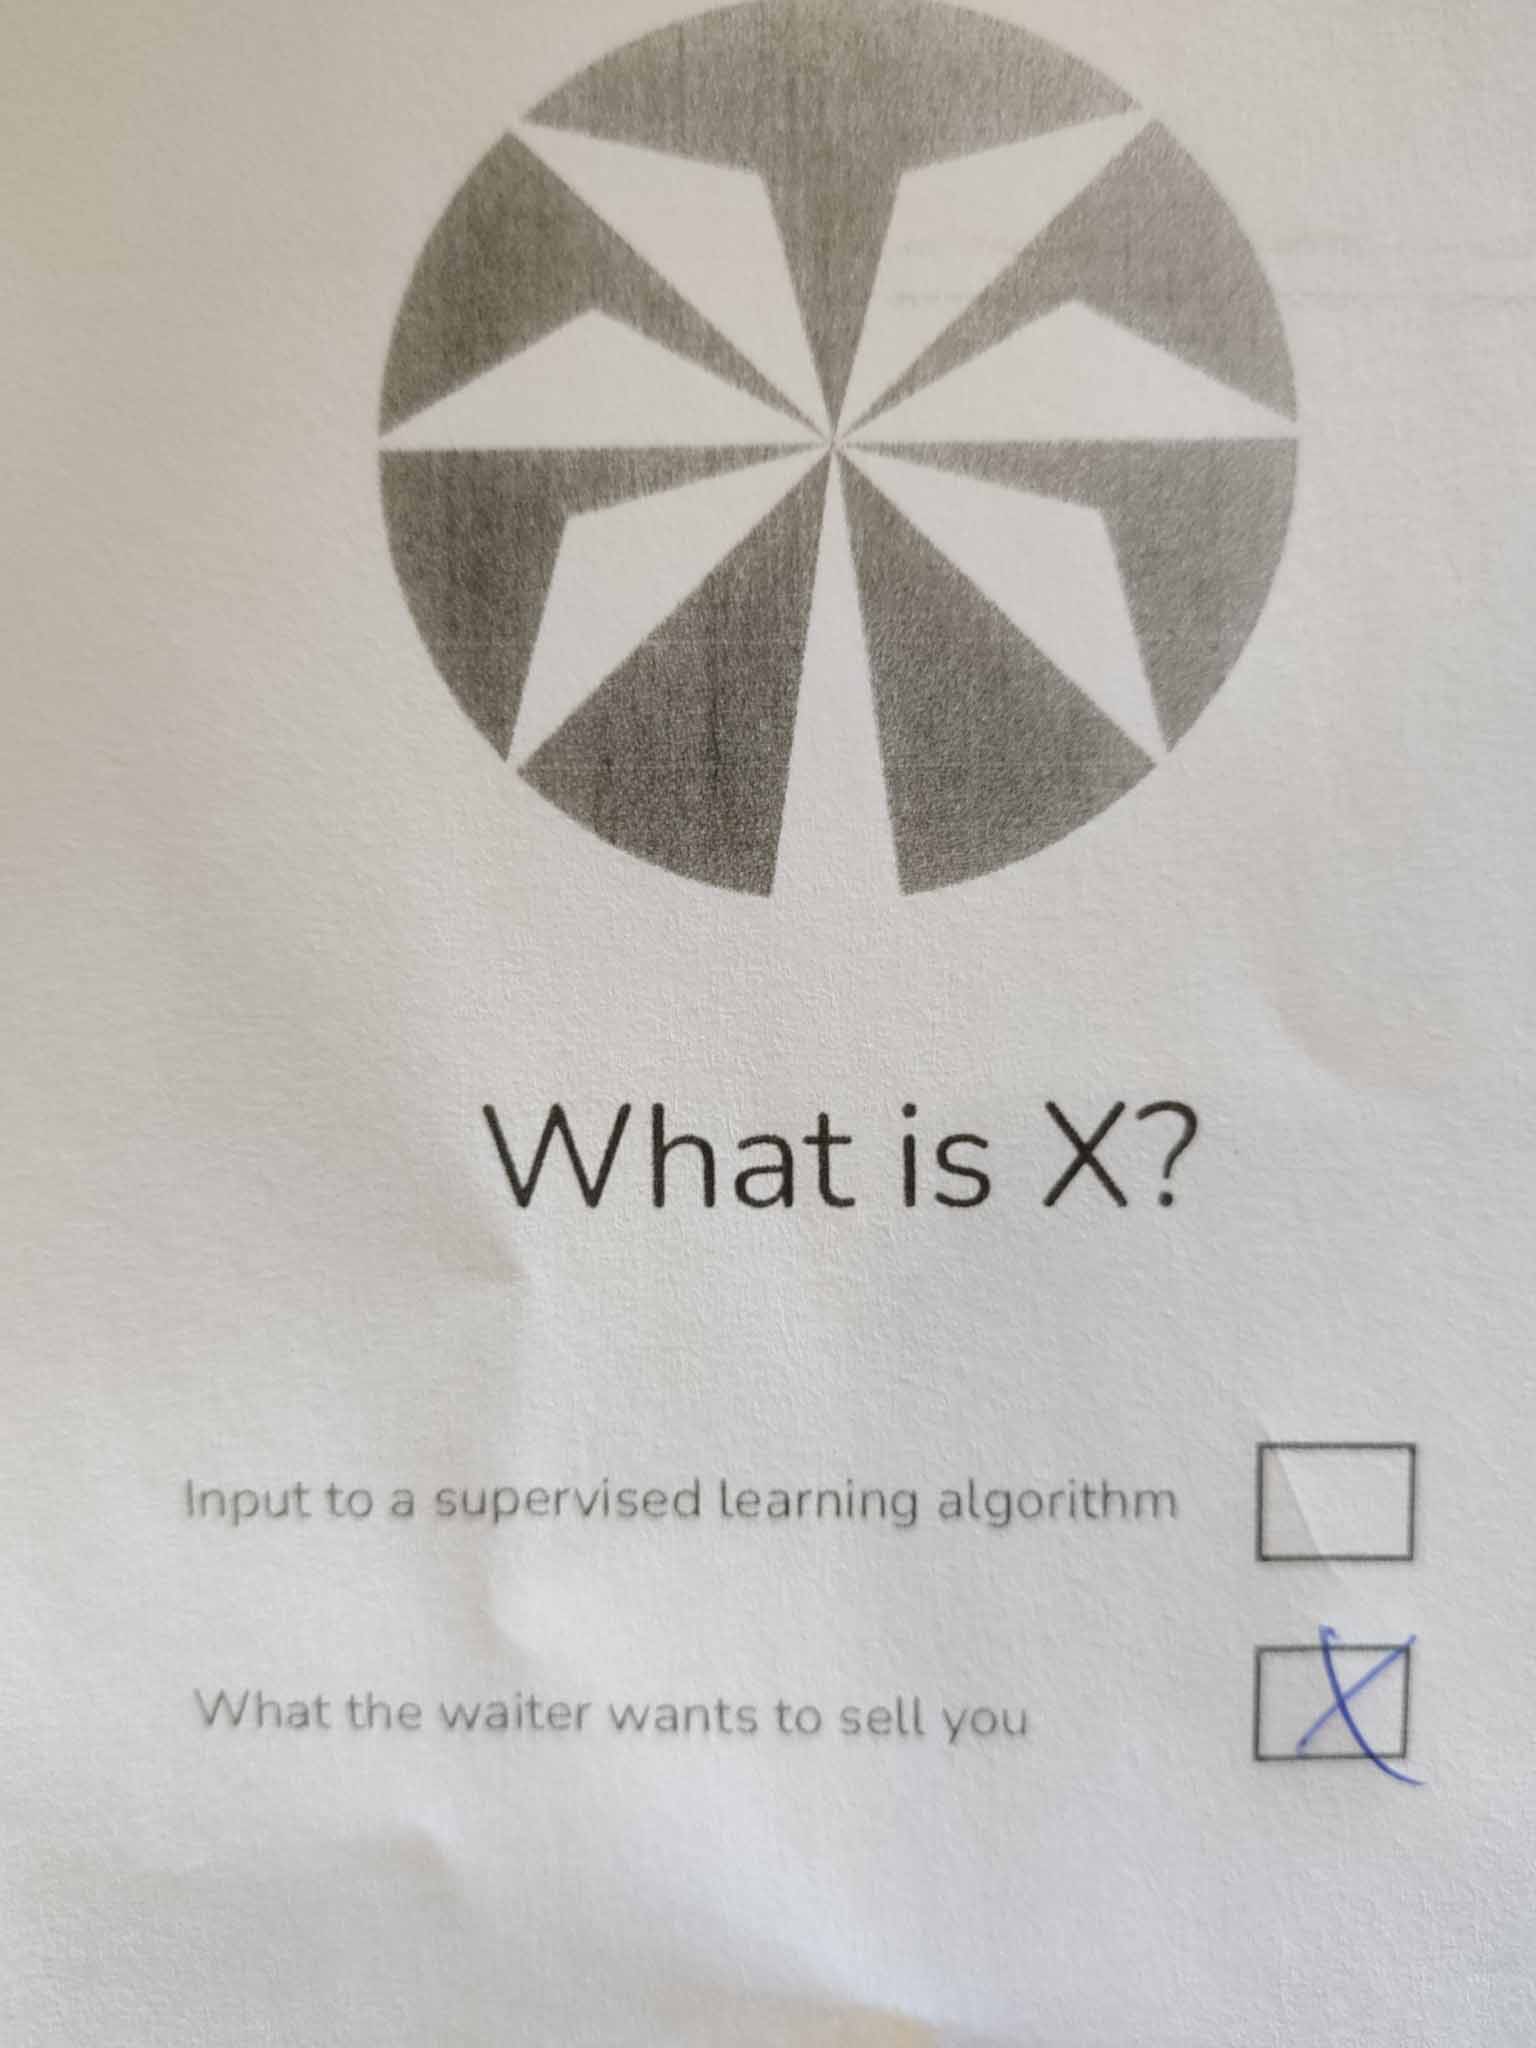 What is X?
Input to a supervised learning algorithm
What the waiter wants to sell you
X